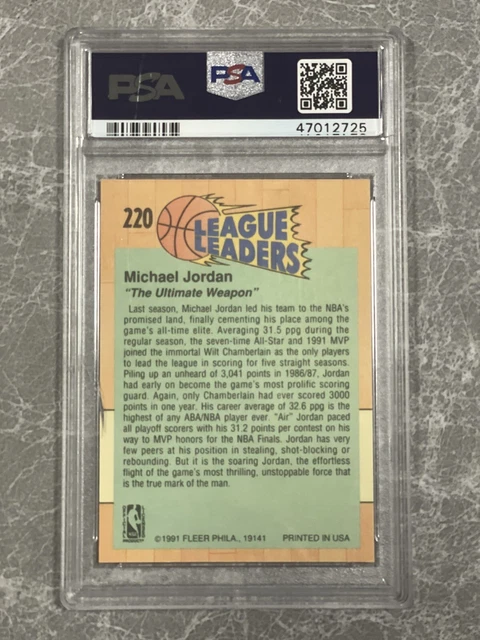 PSA
PSA
47012725
220
LEAGUE
LEADERS
Michael Jordan
"The Ultimate Weapon"
Last season, Michael Jordan led his team to the NBA's
promised land, finally cementing his place among the
game's all-time elite. Averaging 31.5 ppg during the
regular season, the seven-time All-Star and 1991 MVP
joined the immortal Wilt Chamberlain as the only players
to lead the league in scoring for five straight seasons.
Piling up an unheard of 3,041 points in 1986/87, Jordan
had early on become the game's most prolific scoring
guard. Again, only Chamberlain had ever scored 3000
points in one year. His career average of 32.6 ppg is the
highest of any ABA/NBA player ever. "Air" Jordan paced
all playoff scorers with his 31.2 points per contest on his
way to MVP honors for the NBA Finals. Jordan has very
few peers at his position in stealing, shot-blocking or
rebounding. But it is the soaring Jordan, the effortless
flight of the game's most thrilling, unstoppable force that
is the true mark of the man.
©1991 FLEER PHILA., 19141 PRINTED IN USA